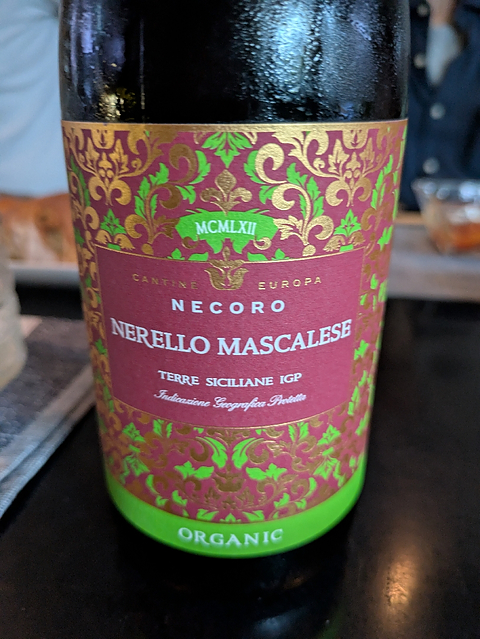 MCMLXII
CANTINE EUROPA
NECORO
NERELLO MASCALESE
TERRE SICILIANE IGP
Indicazione Geografica Protetta
ORGANIC